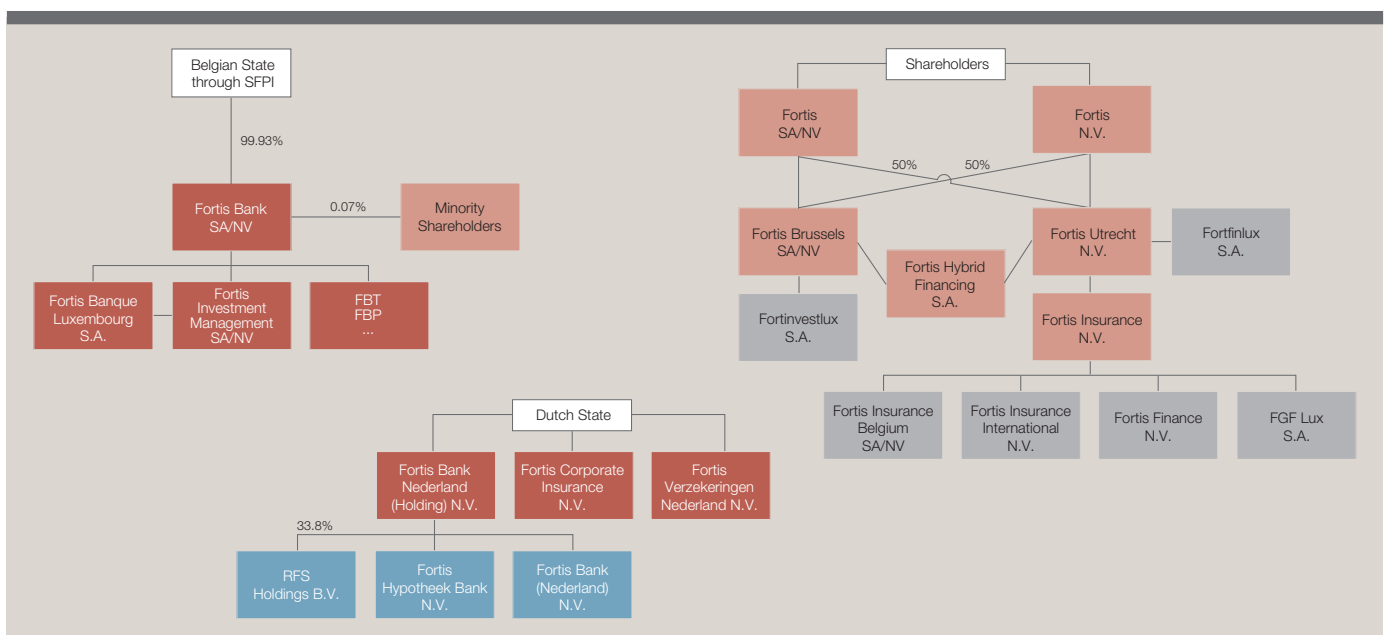 Belgian State
through SFPI
99.93%
Fortis Bank
SA/NV
0.07%
Minority
Shareholders
Fortis Banque
Luxembourg
S.A.
Fortis
Investment
Management
SA/NV
FBT
FBP
...
Shareholders
Fortis
SA/NV
Fortis
N.V.
50%
50%
Fortis Brussels
SA/NV
Fortis Hybrid
Financing
S.A.
Fortis Utrecht
N.V.
Fortfinlux
S.A.
Fortinvestlux
S.A.
Fortis Insurance
N.V.
Fortis Insurance
Belgium
SA/NV
Fortis Insurance
International
N.V.
Fortis Finance
N.V.
FGF Lux
S.A.
Dutch State
Fortis Bank
Nederland
(Holding) N.V.
Fortis Corporate
Insurance
N.V.
Fortis
Verzekeringen
Nederland N.V.
33.8%
RFS
Holdings B.V.
Fortis
Hypotheek Bank
N.V.
Fortis Bank
(Nederland)
N.V.